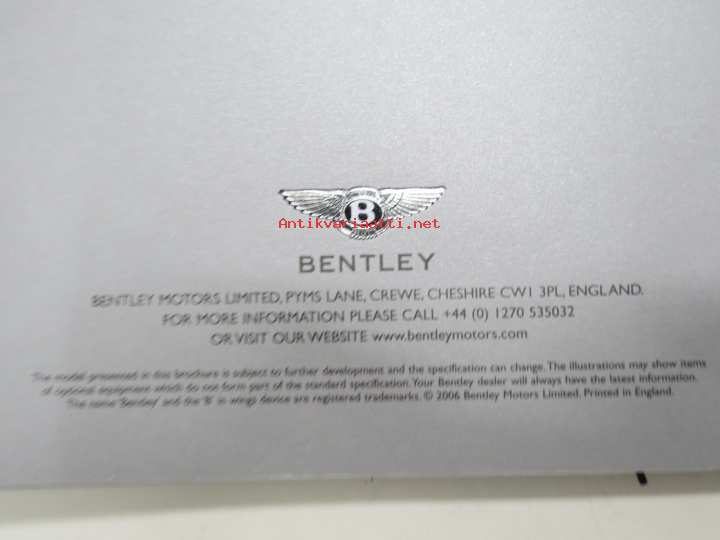 B
Antikvariaatti.net
BENTLEY
BENTLEY MOTORS LIMITED, PYMS LANE, CREWE, CHESHIRE CW1 3PL, ENGLAND.
FOR MORE INFORMATION PLEASE CALL +44 (0) 1270 535032
OR VISIT OUR WEBSITE www.bentleymotors.com
The model presented in this brochure is subject to further development and the specification can change. The illustrations may show items
of optional equipment which do not form part of the standard specification. Your Bentley dealer will always have the latest information.
The name 'Bentley' and the 'B' in wings device are registered trademarks. © 2006 Bentley Motors Limited. Printed in England.